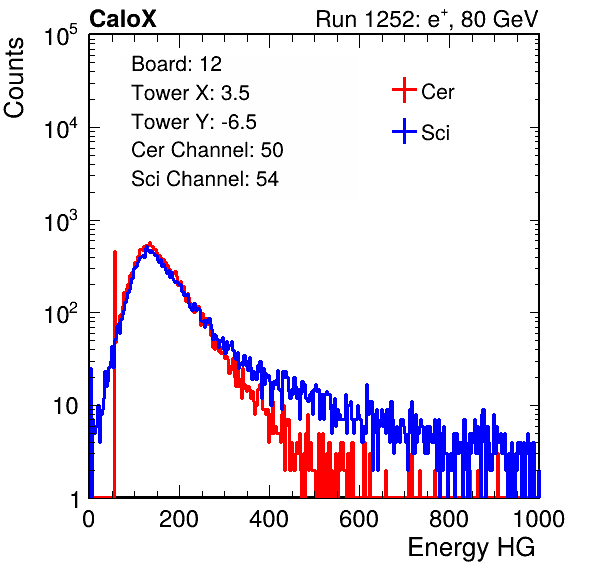 CaloX Run 1252: e⁺, 80 GeV
Counts
Board: 12
Tower X: 3.5
Tower Y: -6.5
Cer Channel: 50
Sci Channel: 54
Cer
Sci
10⁵
10⁴
10³
10²
10
1
0 200 400 600 800 1000
Energy HG